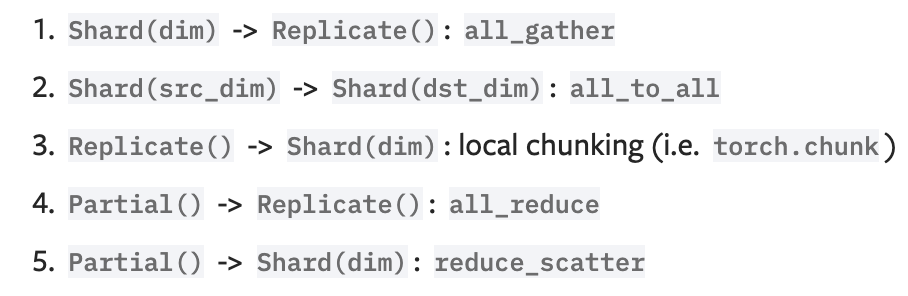 1. Shard(dim) -> Replicate(): all_gather
2. Shard(src_dim) -> Shard(dst_dim): all_to_all
3. Replicate() -> Shard(dim): local chunking (i.e. torch.chunk)
4. Partial() -> Replicate(): all_reduce
5. Partial() -> Shard(dim): reduce_scatter